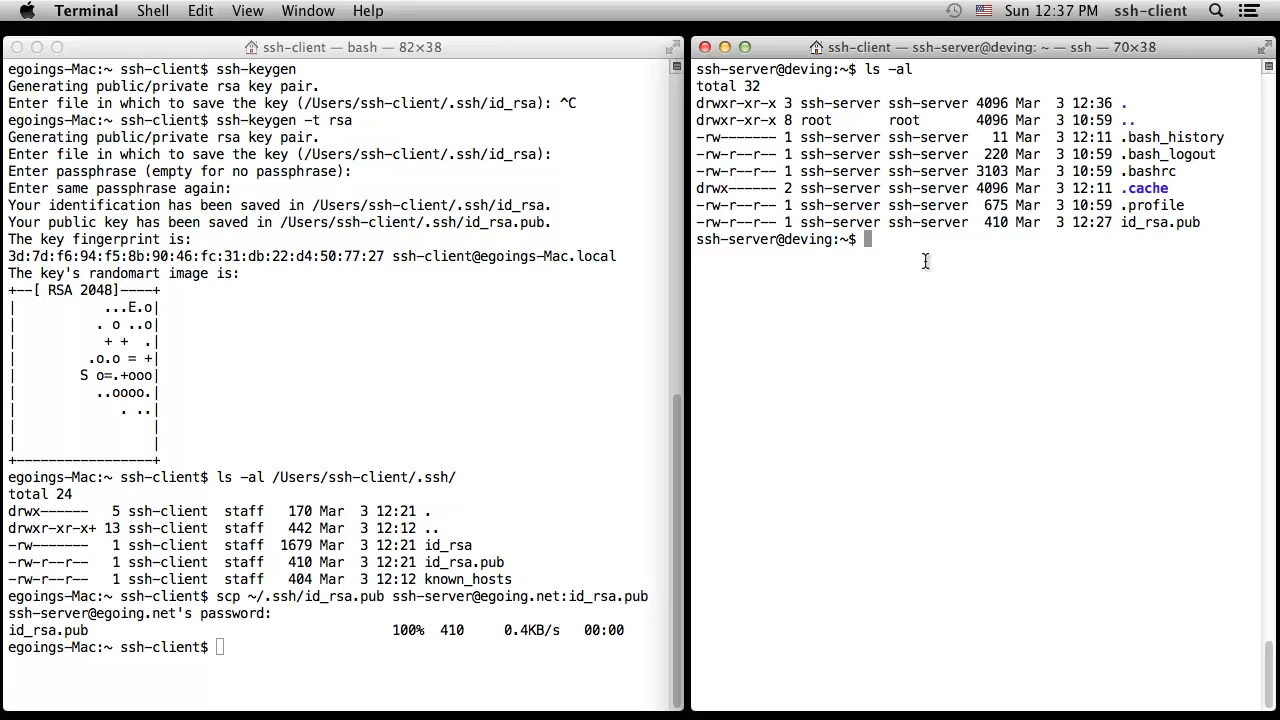 Terminal Shell Edit View Window Help Sun 12:37 PM ssh-client
ssh-client — bash — 82×38
egoings-Mac:~ ssh-client$ ssh-keygen
Generating public/private rsa key pair.
Enter file in which to save the key (/Users/ssh-client/.ssh/id_rsa): ^C
egoings-Mac:~ ssh-client$ ssh-keygen -t rsa
Generating public/private rsa key pair.
Enter file in which to save the key (/Users/ssh-client/.ssh/id_rsa):
Enter passphrase (empty for no passphrase):
Enter same passphrase again:
Your identification has been saved in /Users/ssh-client/.ssh/id_rsa.
Your public key has been saved in /Users/ssh-client/.ssh/id_rsa.pub.
The key fingerprint is:
3d:7d:f6:94:f5:8b:90:46:fc:31:db:22:d4:50:77:27 ssh-client@egoings-Mac.local
The key's randomart image is:
+--[ RSA 2048]----+
|           ...E.o|
|          . o ..o|
|           + +  .|
|         .o.o = +|
|        S o=.+ooo|
|          ..oooo.|
|             . ..|
|                 |
|                 |
+-----------------+
egoings-Mac:~ ssh-client$ ls -al /Users/ssh-client/.ssh/
total 24
drwx------   5 ssh-client  staff   170 Mar  3 12:21 .
drwxr-xr-x+ 13 ssh-client  staff   442 Mar  3 12:12 ..
-rw-------   1 ssh-client  staff  1679 Mar  3 12:21 id_rsa
-rw-r--r--   1 ssh-client  staff   410 Mar  3 12:21 id_rsa.pub
-rw-r--r--   1 ssh-client  staff   404 Mar  3 12:12 known_hosts
egoings-Mac:~ ssh-client$ scp ~/.ssh/id_rsa.pub ssh-server@egoing.net:id_rsa.pub
ssh-server@egoing.net's password:
id_rsa.pub                                      100%  410     0.4KB/s   00:00
egoings-Mac:~ ssh-client$
ssh-client — ssh-server@deving: ~ — ssh — 70×38
ssh-server@deving:~$ ls -al
total 32
drwxr-xr-x 3 ssh-server ssh-server 4096 Mar  3 12:36 .
drwxr-xr-x 8 root       root       4096 Mar  3 10:59 ..
-rw------- 1 ssh-server ssh-server   11 Mar  3 12:11 .bash_history
-rw-r--r-- 1 ssh-server ssh-server  220 Mar  3 10:59 .bash_logout
-rw-r--r-- 1 ssh-server ssh-server 3103 Mar  3 10:59 .bashrc
drwx------ 2 ssh-server ssh-server 4096 Mar  3 12:11 .cache
-rw-r--r-- 1 ssh-server ssh-server  675 Mar  3 10:59 .profile
-rw-r--r-- 1 ssh-server ssh-server  410 Mar  3 12:27 id_rsa.pub
ssh-server@deving:~$